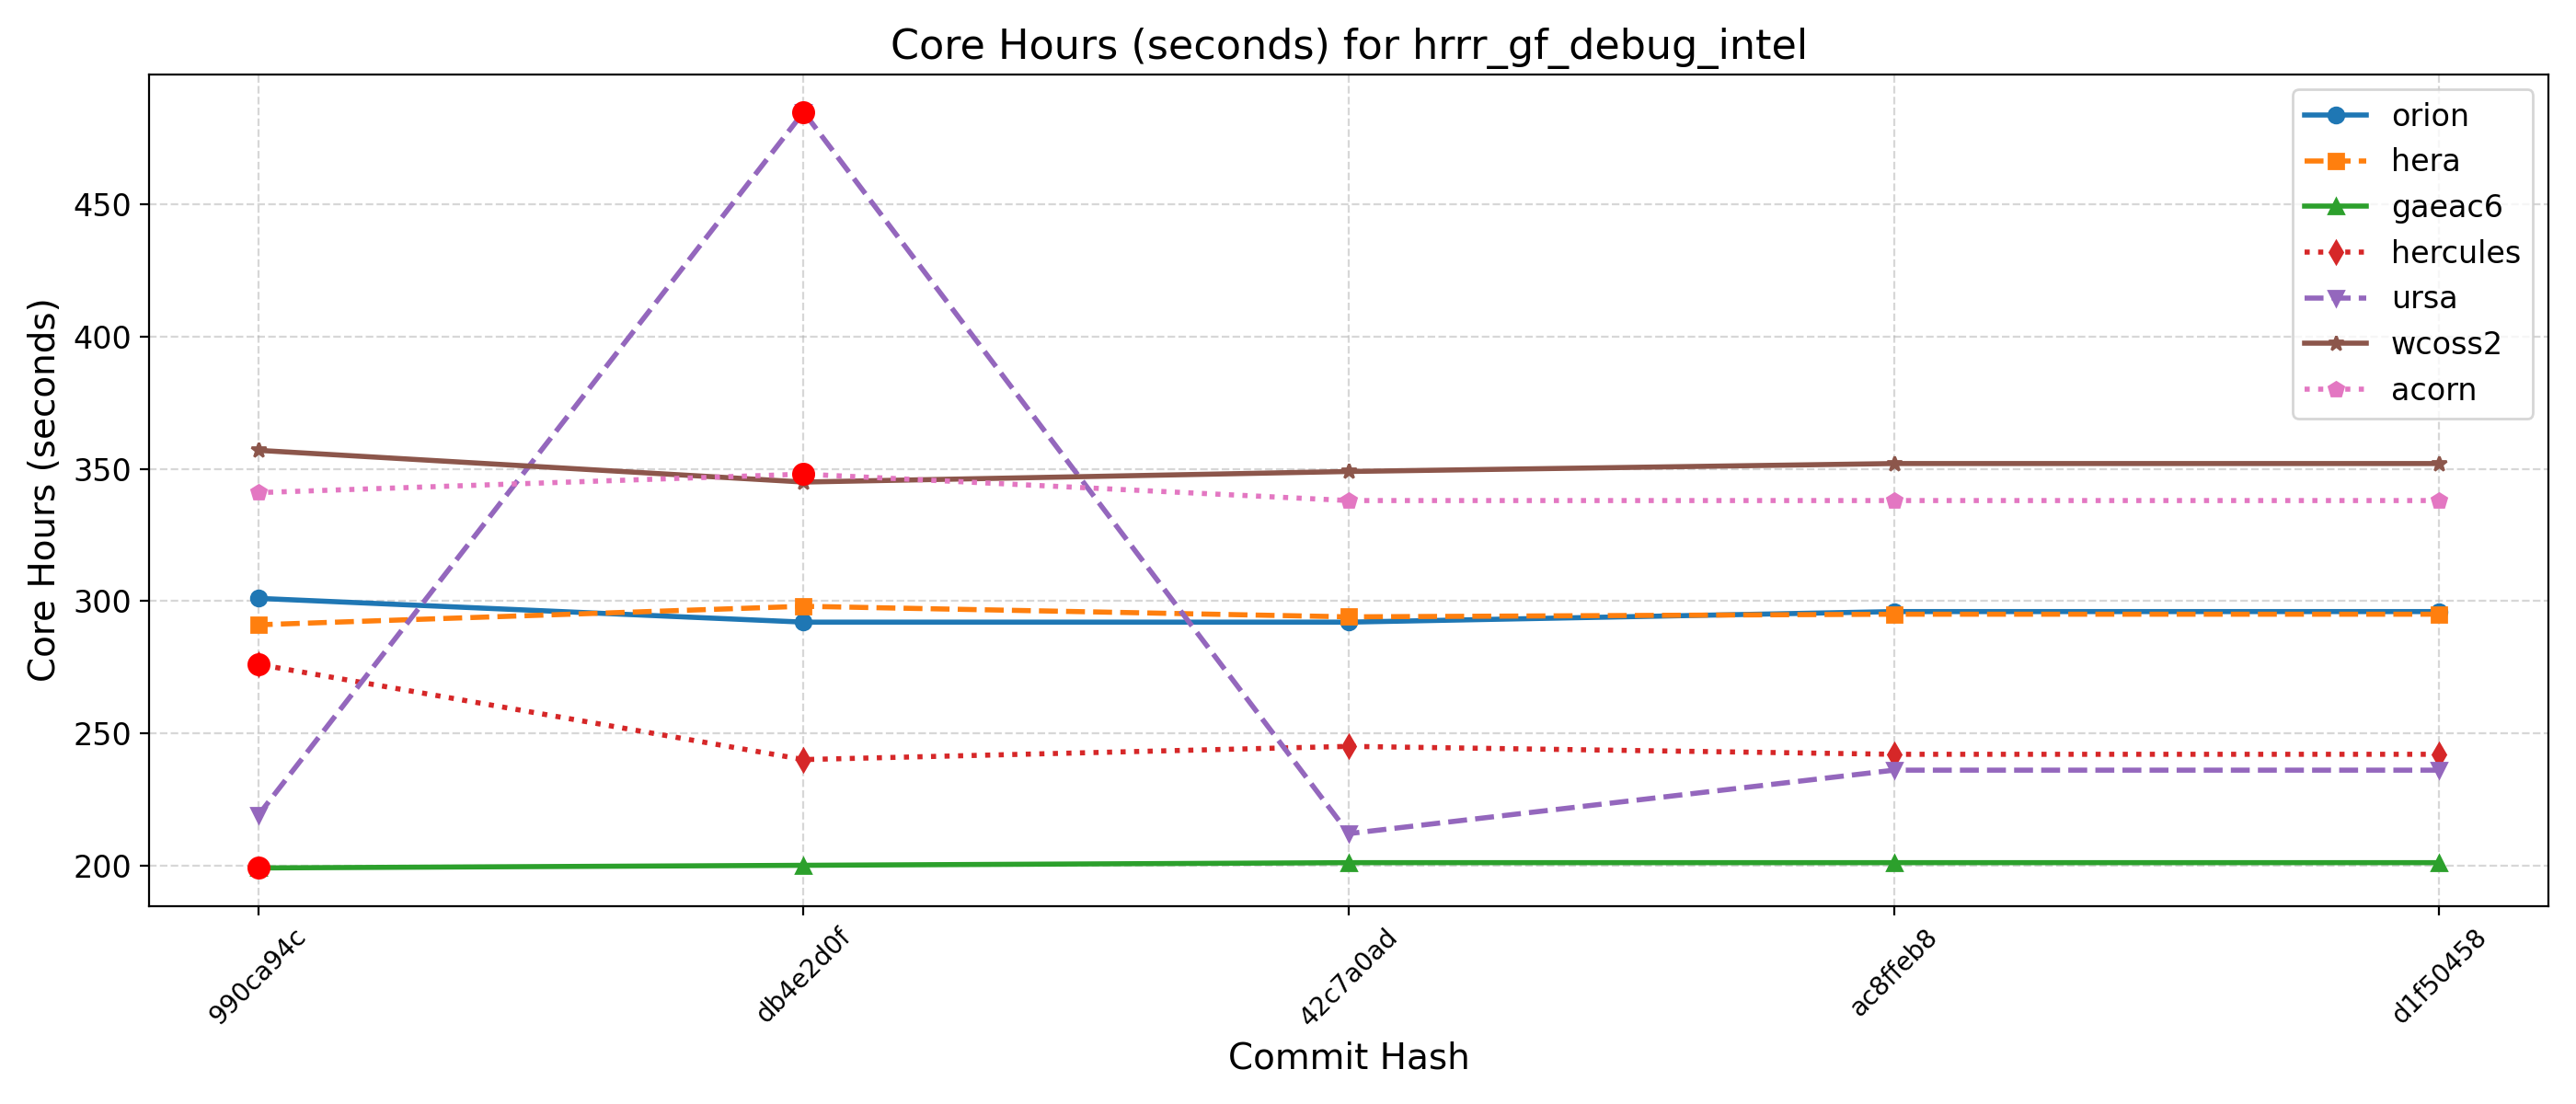 Core Hours (seconds) for hrrr_gf_debug_intel
Core Hours (seconds)
450
400
350
300
250
200
orion
hera
gaeac6
hercules
ursa
wcoss2
acorn
990ca94c
db4e2d0f
42c7a0ad
ac8ffeb8
d1f50458
Commit Hash